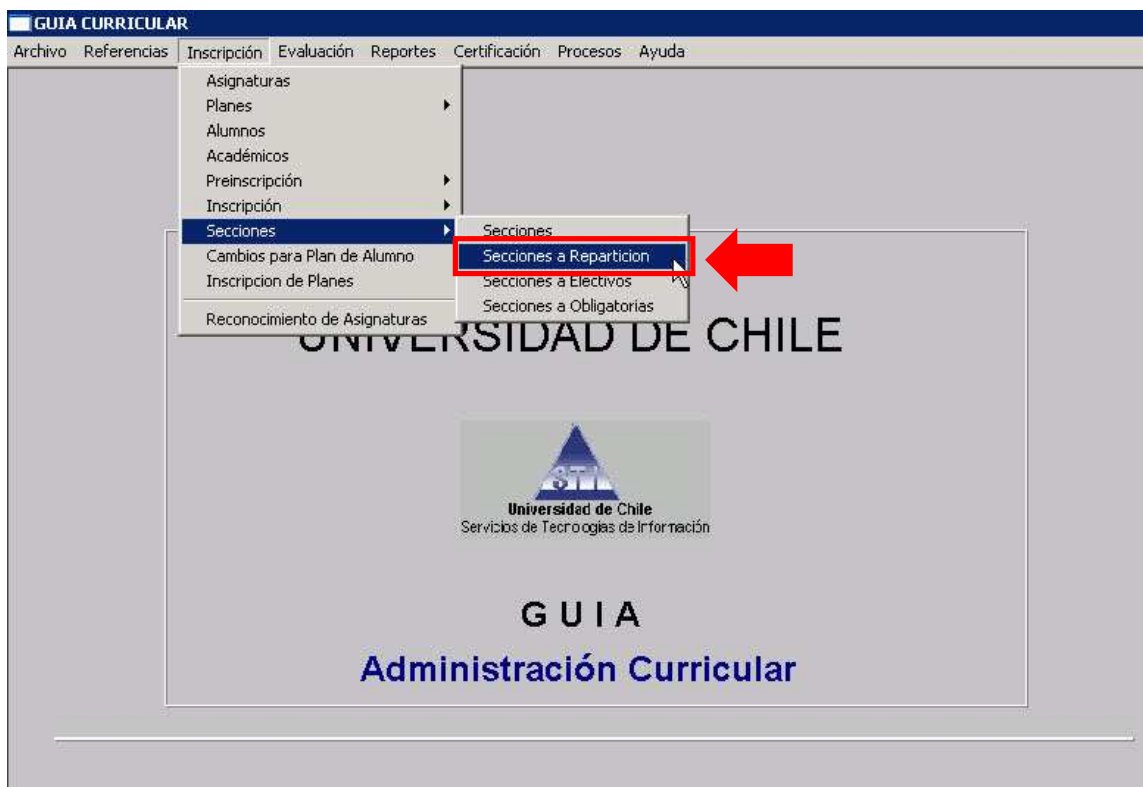 GUIA CURRICULAR
Archivo Referencias Inscripción Evaluación Reportes Certificación Procesos Ayuda
Asignaturas
Planes
Alumnos
Académicos
Preinscripción
Inscripción
Secciones
Cambios para Plan de Alumno
Inscripcion de Planes
Reconocimiento de Asignaturas
Secciones
Secciones a Reparticion
Secciones a Electivos
Secciones a Obligatorias
UNIVERSIDAD DE CHILE
STI
Universidad de Chile
Servicios de Tecnologias de Información
G U I A
Administración Curricular